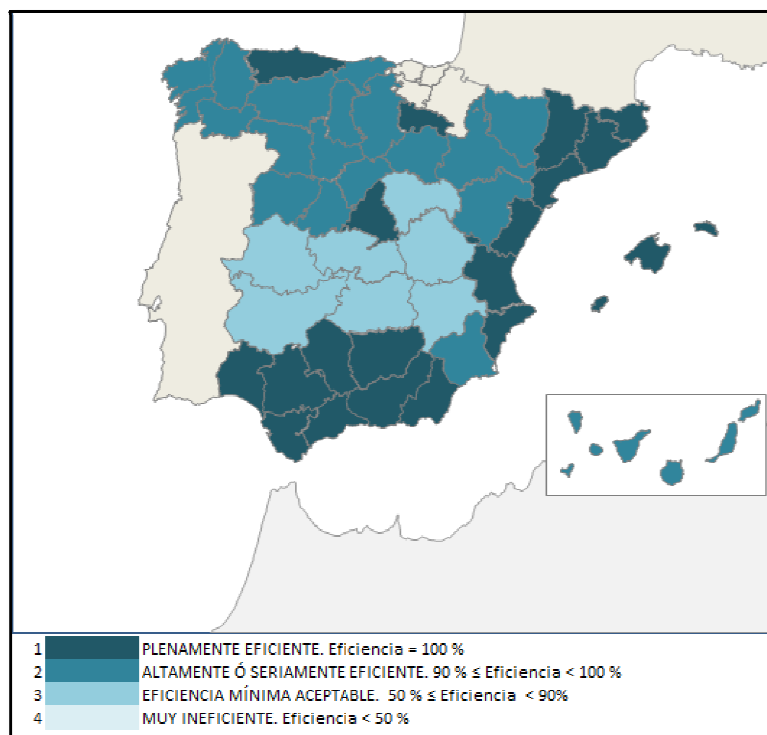 1 PLENAMENTE EFICIENTE. Eficiencia = 100 %
2 ALTAMENTE Ó SERIAMENTE EFICIENTE. 90 % ≤ Eficiencia < 100 %
3 EFICIENCIA MÍNIMA ACEPTABLE. 50 % ≤ Eficiencia < 90%
4 MUY INEFICIENTE. Eficiencia < 50 %